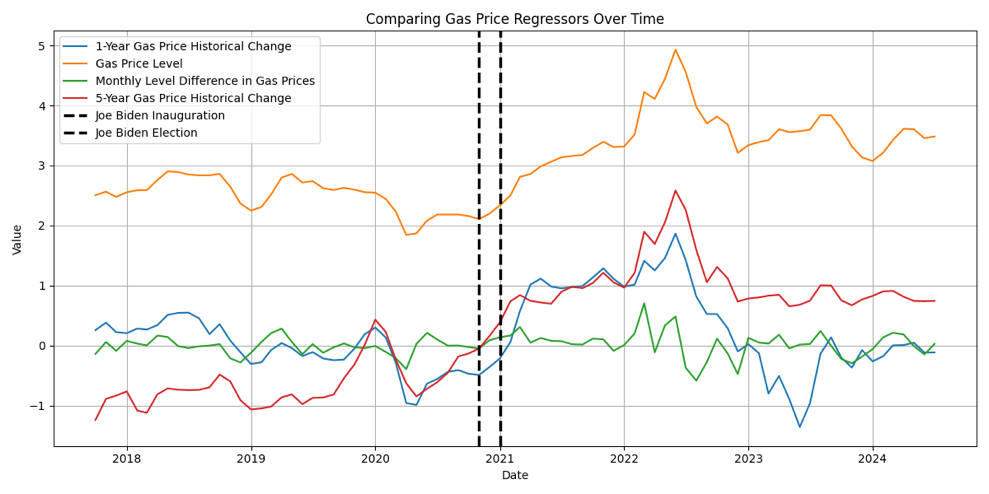 Comparing Gas Price Regressors Over Time
1-Year Gas Price Historical Change
Gas Price Level
Monthly Level Difference in Gas Prices
5-Year Gas Price Historical Change
Joe Biden Inauguration
Joe Biden Election
5
4
3
2
1
0
−1
Value
2018 2019 2020 2021 2022 2023 2024
Date